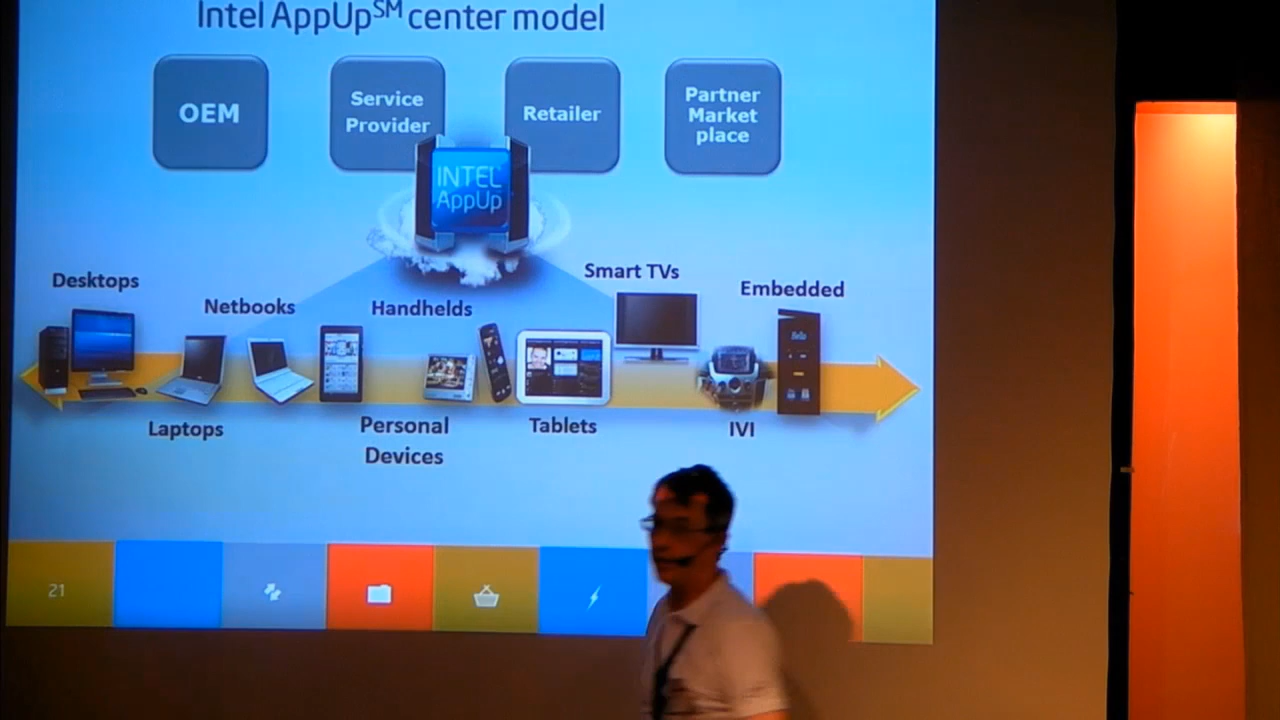 Intel AppUp℠ center model
OEM
Service
Provider
Retailer
Partner
Market
place
INTEL
AppUp
Desktops
Netbooks
Handhelds
Smart TVs
Embedded
Hello
Laptops
Personal
Devices
Tablets
IVI
21